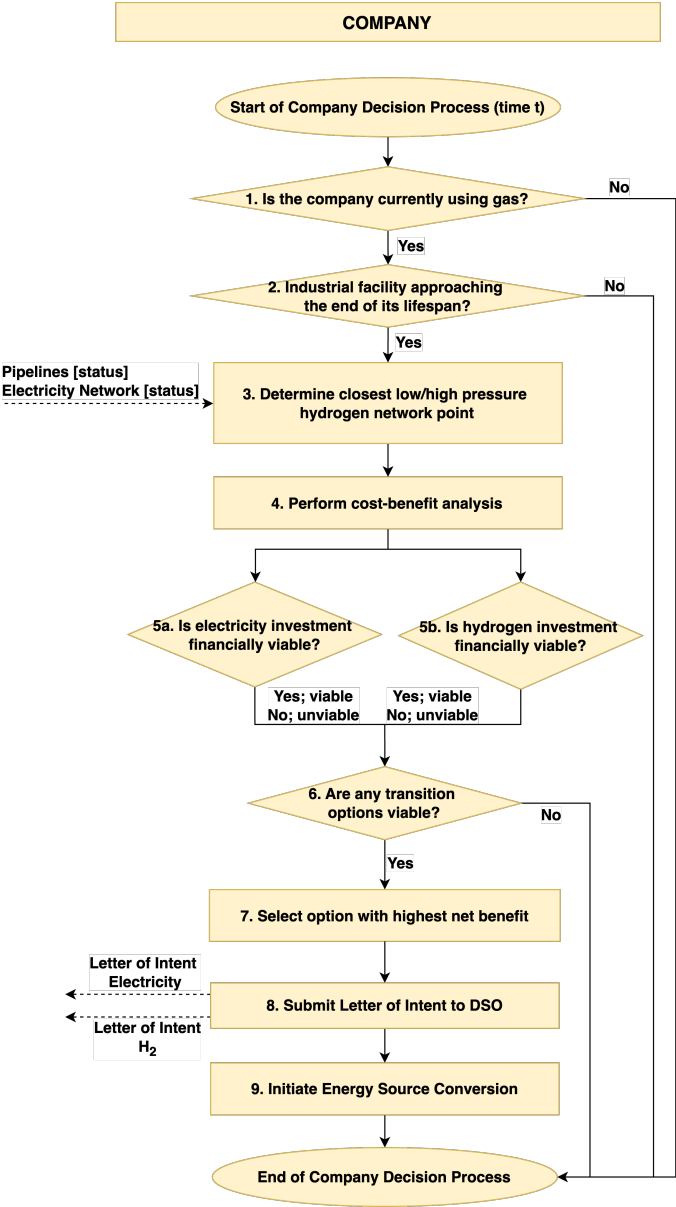 COMPANY
Start of Company Decision Process (time t)
1. Is the company currently using gas?
No
Yes
2. Industrial facility approaching
the end of its lifespan?
No
Yes
Pipelines [status]
Electricity Network [status]
3. Determine closest low/high pressure
hydrogen network point
4. Perform cost-benefit analysis
5a. Is electricity investment
financially viable?
5b. Is hydrogen investment
financially viable?
Yes; viable
No; unviable
Yes; viable
No; unviable
6. Are any transition
options viable?
No
Yes
7. Select option with highest net benefit
Letter of Intent
Electricity
8. Submit Letter of Intent to DSO
Letter of Intent
H2
9. Initiate Energy Source Conversion
End of Company Decision Process